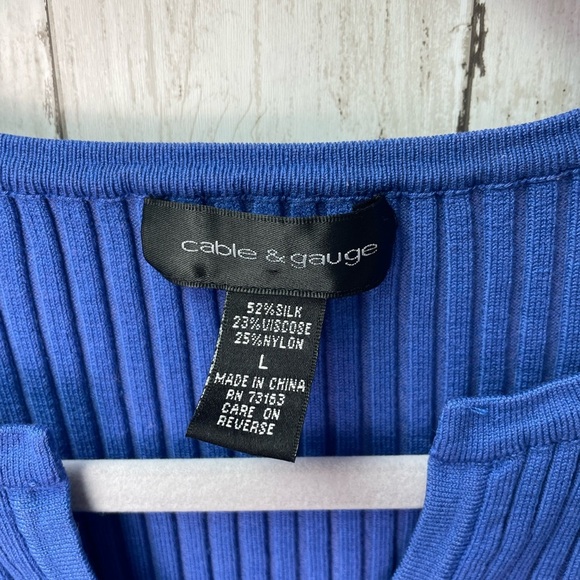 cable & gauge
52%SILK
23%VISCOSE
25%NYLON
L
MADE IN CHINA
RN 73163
CARE ON
REVERSE